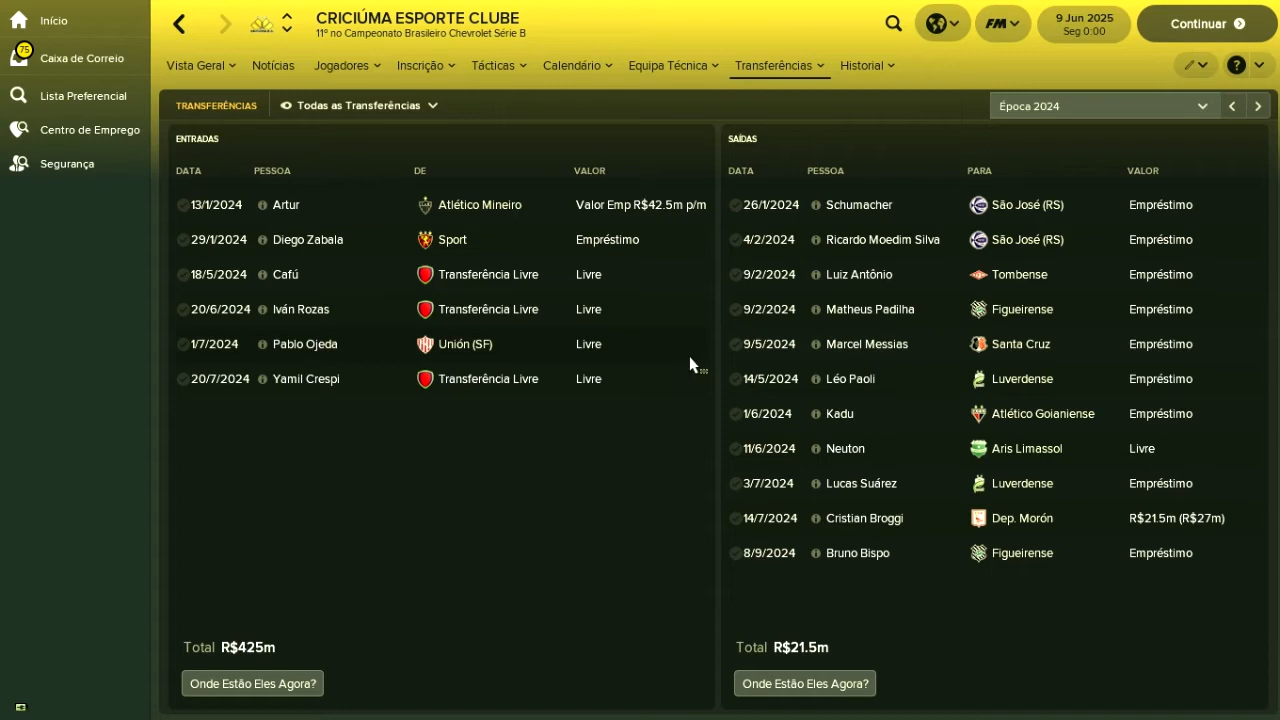 Início
75
Caixa de Correio
Lista Preferencial
Centro de Emprego
Segurança
CRICIÚMA ESPORTE CLUBE
11º no Campeonato Brasileiro Chevrolet Série B
FM
9 Jun 2025
Seg 0:00
Continuar
Vista Geral
Notícias
Jogadores
Inscrição
Tácticas
Calendário
Equipa Técnica
Transferências
Historial
?
TRANSFERÊNCIAS
Todas as Transferências
Época 2024
ENTRADAS
DATA PESSOA DE VALOR
13/1/2024 Artur Atlético Mineiro Valor Emp R$42.5m p/m
29/1/2024 Diego Zabala Sport Empréstimo
18/5/2024 Cafú Transferência Livre Livre
20/6/2024 Iván Rozas Transferência Livre Livre
1/7/2024 Pablo Ojeda Unión (SF) Livre
20/7/2024 Yamil Crespi Transferência Livre Livre
Total R$425m
Onde Estão Eles Agora?
SAÍDAS
DATA PESSOA PARA VALOR
26/1/2024 Schumacher São José (RS) Empréstimo
4/2/2024 Ricardo Moedim Silva São José (RS) Empréstimo
9/2/2024 Luiz Antônio Tombense Empréstimo
9/2/2024 Matheus Padilha Figueirense Empréstimo
9/5/2024 Marcel Messias Santa Cruz Empréstimo
14/5/2024 Léo Paoli Luverdense Empréstimo
1/6/2024 Kadu Atlético Goianiense Empréstimo
11/6/2024 Neuton Aris Limassol Livre
3/7/2024 Lucas Suárez Luverdense Empréstimo
14/7/2024 Cristian Broggi Dep. Morón R$21.5m (R$27m)
8/9/2024 Bruno Bispo Figueirense Empréstimo
Total R$21.5m
Onde Estão Eles Agora?